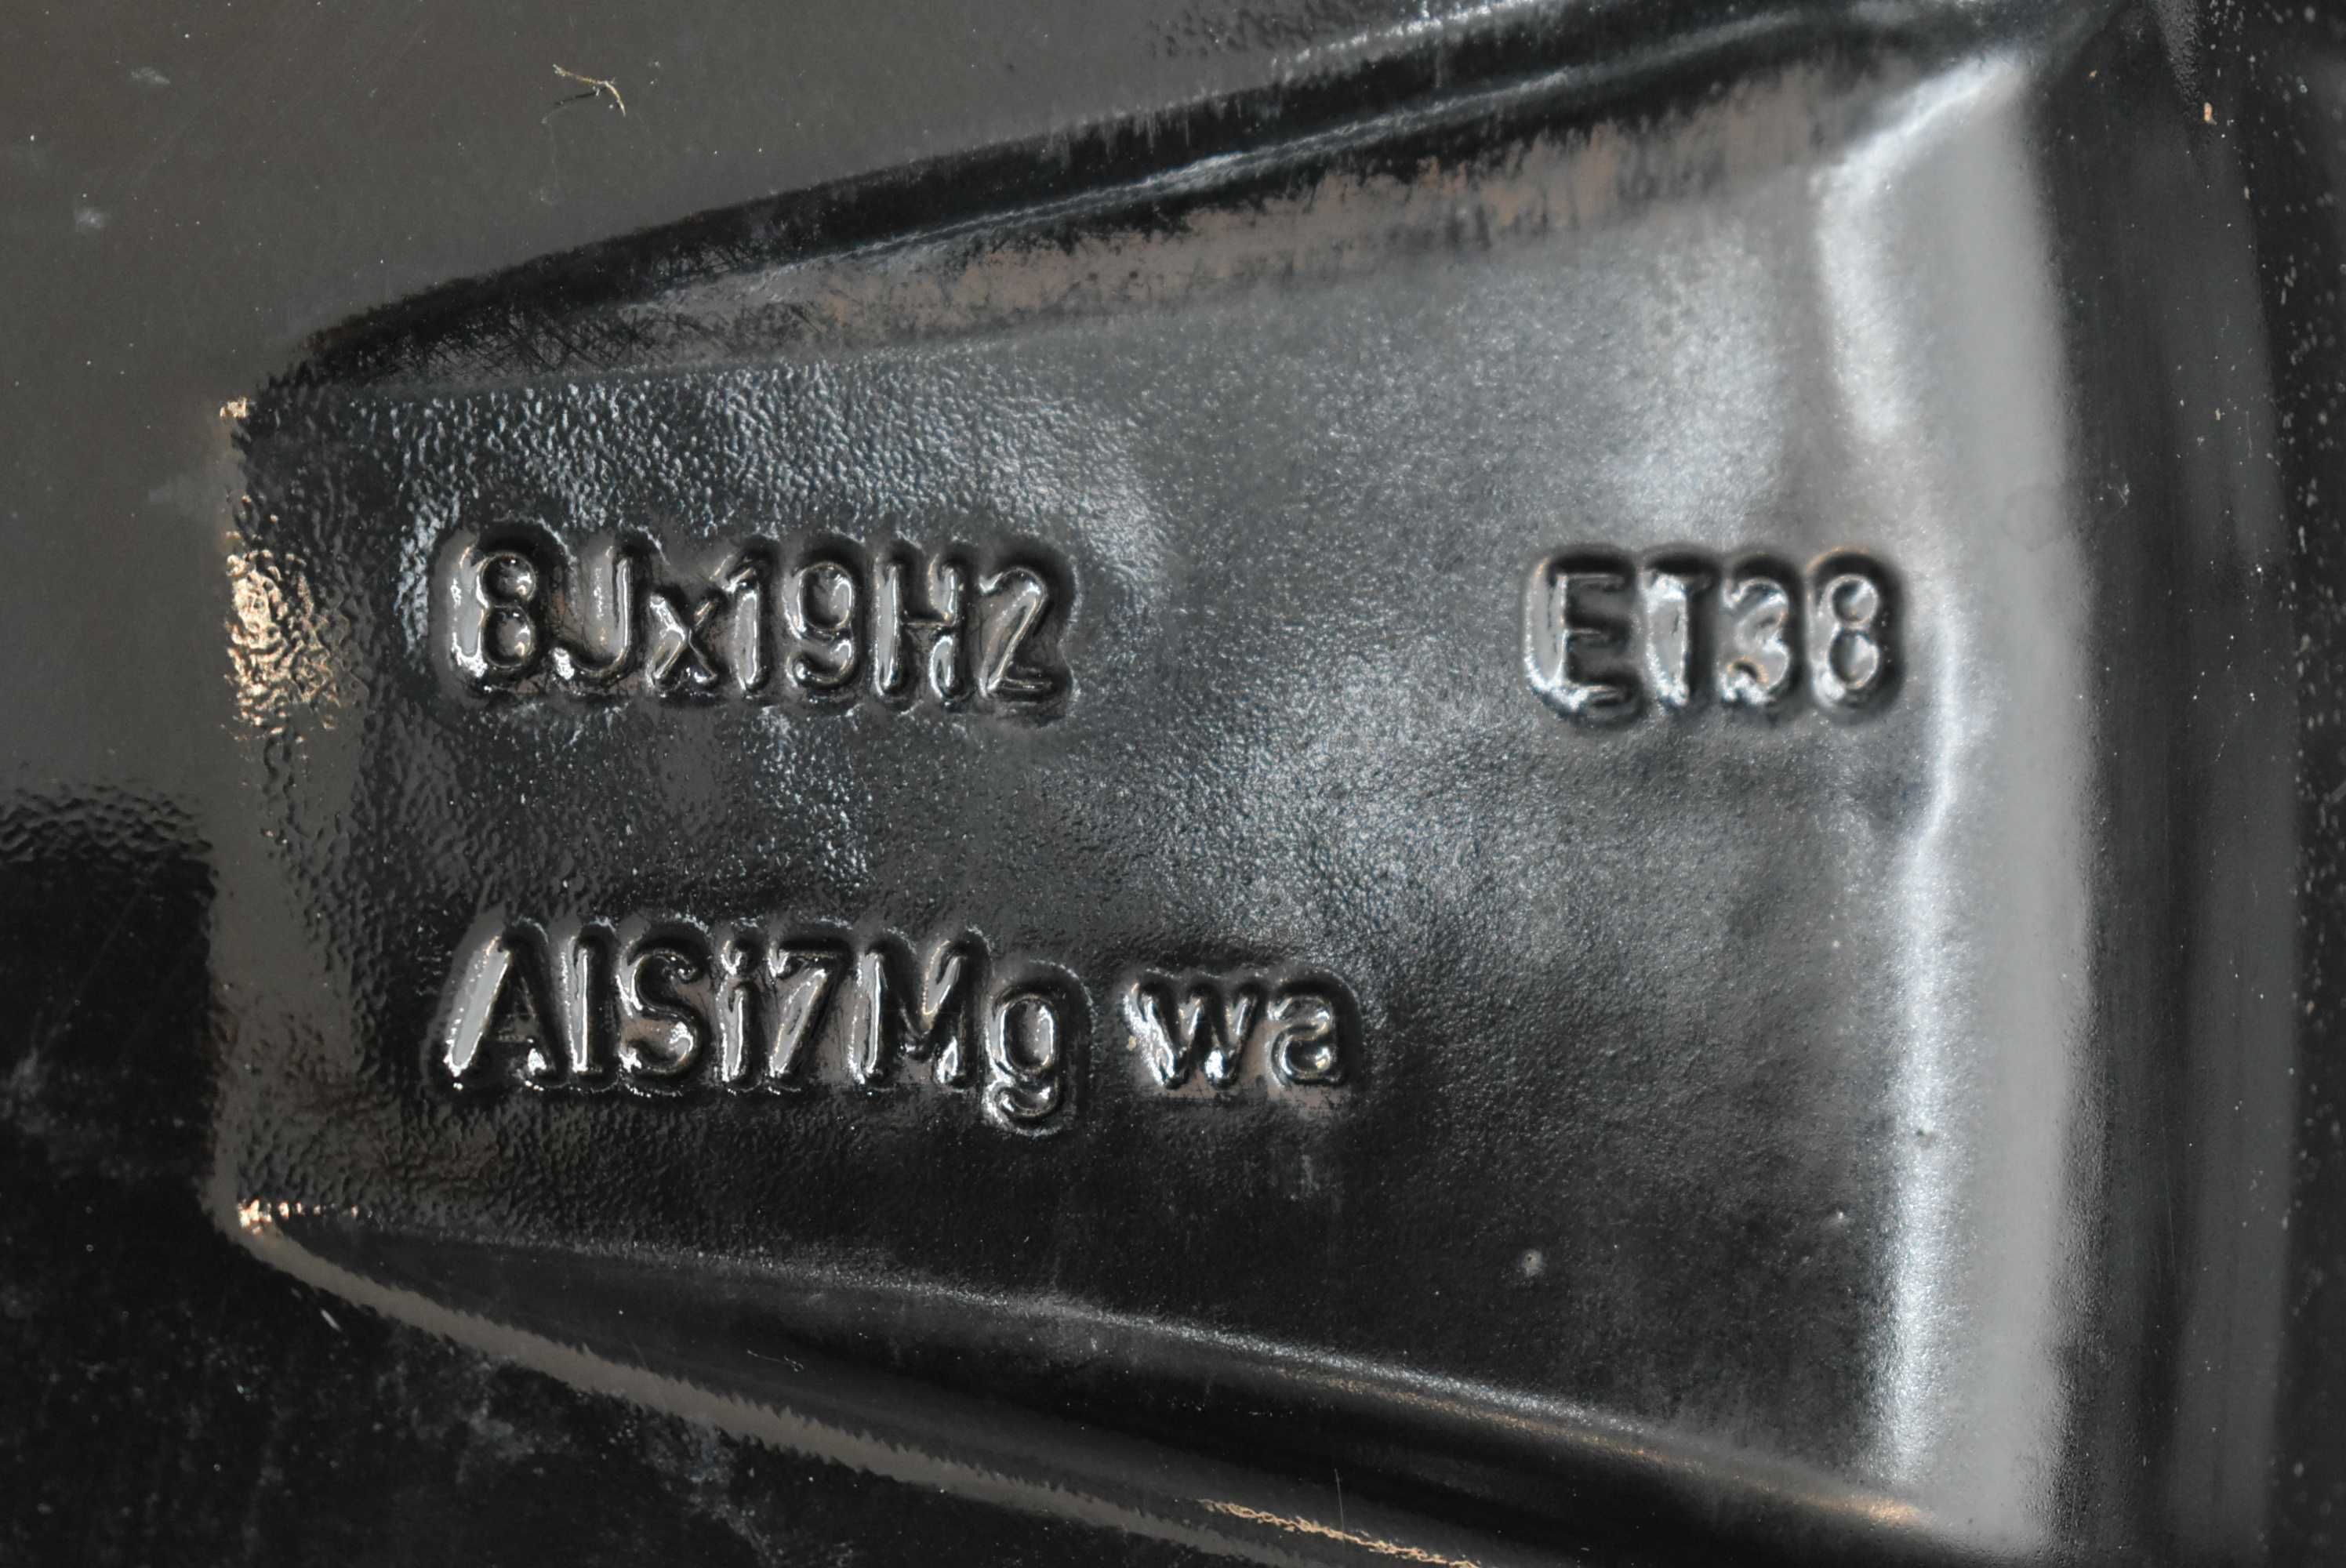 8Jx19H2 ET38
AlSi7Mg wa